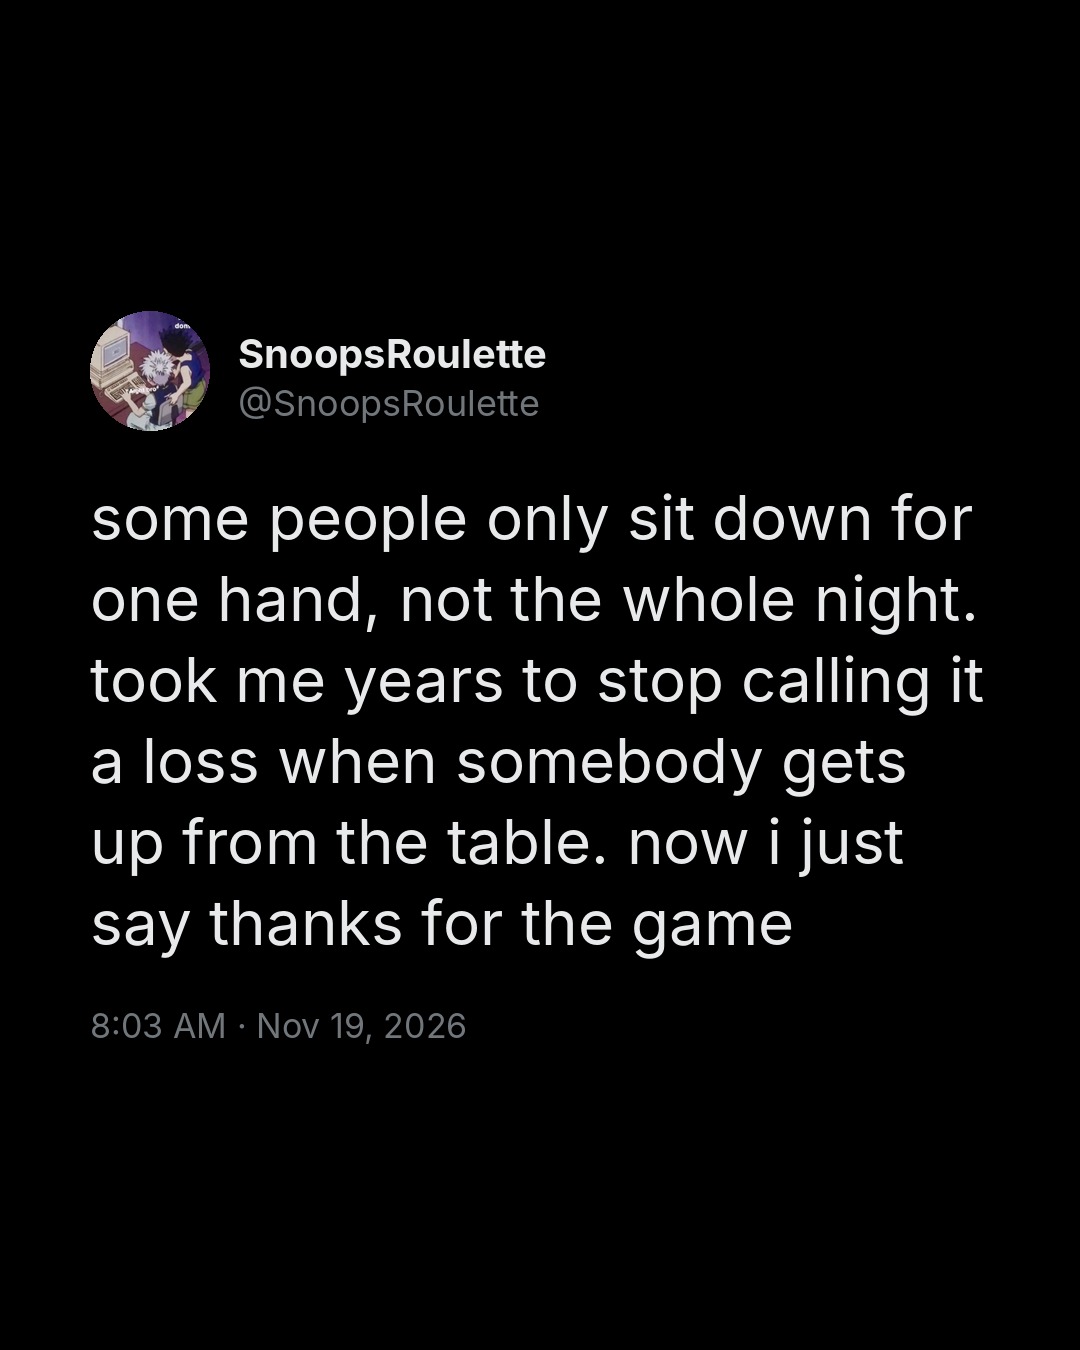 SnoopsRoulette
@SnoopsRoulette
some people only sit down for
one hand, not the whole night.
took me years to stop calling it
a loss when somebody gets
up from the table. now i just
say thanks for the game
8:03 AM · Nov 19, 2026